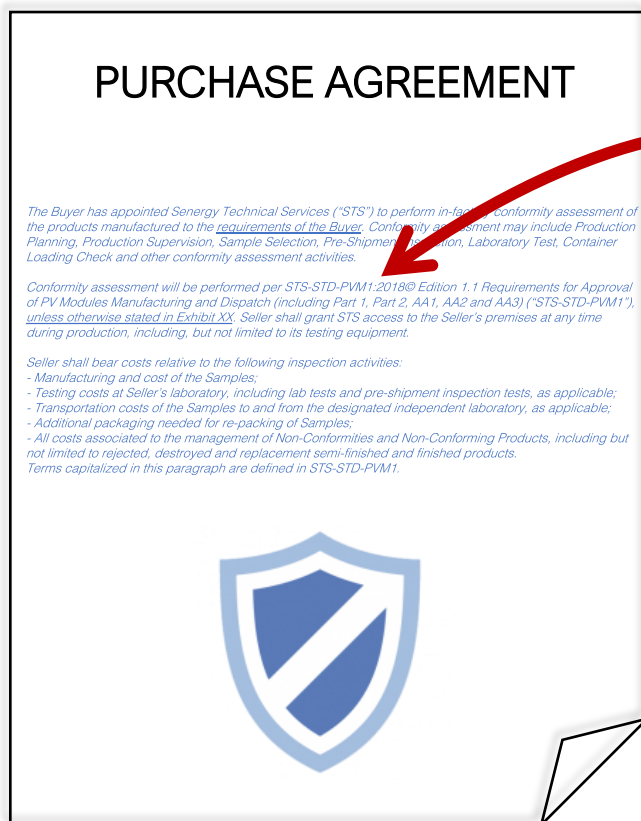 PURCHASE AGREEMENT
The Buyer has appointed Senergy Technical Services (“STS”) to perform in-factory conformity assessment of
the products manufactured to the requirements of the Buyer. Conformity assessment may include Production
Planning, Production Supervision, Sample Selection, Pre-Shipment Inspection, Laboratory Test, Container
Loading Check and other conformity assessment activities.
Conformity assessment will be performed per STS-STD-PVM1:2018© Edition 1.1 Requirements for Approval
of PV Modules Manufacturing and Dispatch (including Part 1, Part 2, AA1, AA2 and AA3) (“STS-STD-PVM1”),
unless otherwise stated in Exhibit XX. Seller shall grant STS access to the Seller’s premises at any time
during production, including, but not limited to its testing equipment.
Seller shall bear costs relative to the following inspection activities:
- Manufacturing and cost of the Samples;
- Testing costs at Seller’s laboratory, including lab tests and pre-shipment inspection tests, as applicable;
- Transportation costs of the Samples to and from the designated independent laboratory, as applicable;
- Additional packaging needed for re-packing of Samples;
- All costs associated to the management of Non-Conformities and Non-Conforming Products, including but
not limited to rejected, destroyed and replacement semi-finished and finished products.
Terms capitalized in this paragraph are defined in STS-STD-PVM1.